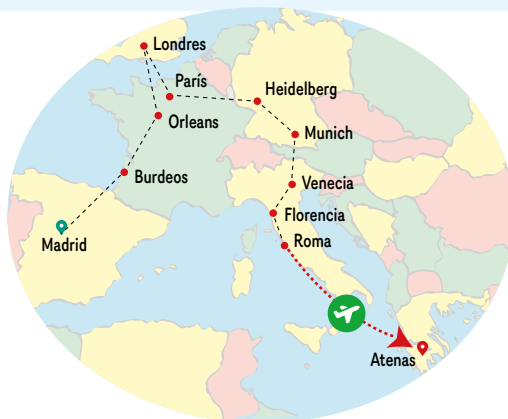 Londres
París
Heidelberg
Orleans
Munich
Burdeos
Venecia
Florencia
Madrid
Roma
Atenas